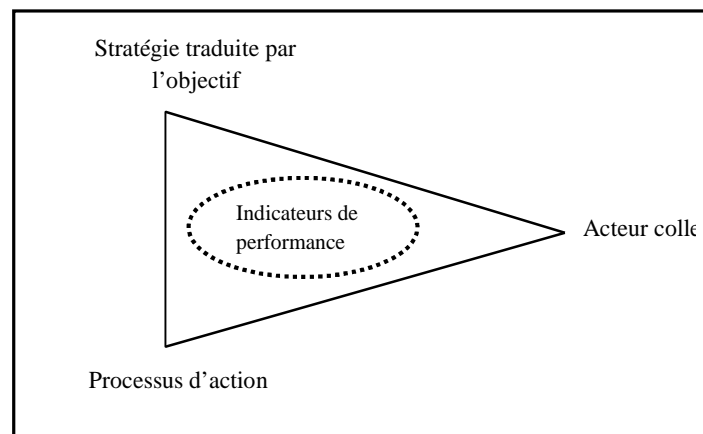 Stratégie traduite par
l’objectif
Indicateurs de
performance
Acteur colle
Processus d’action